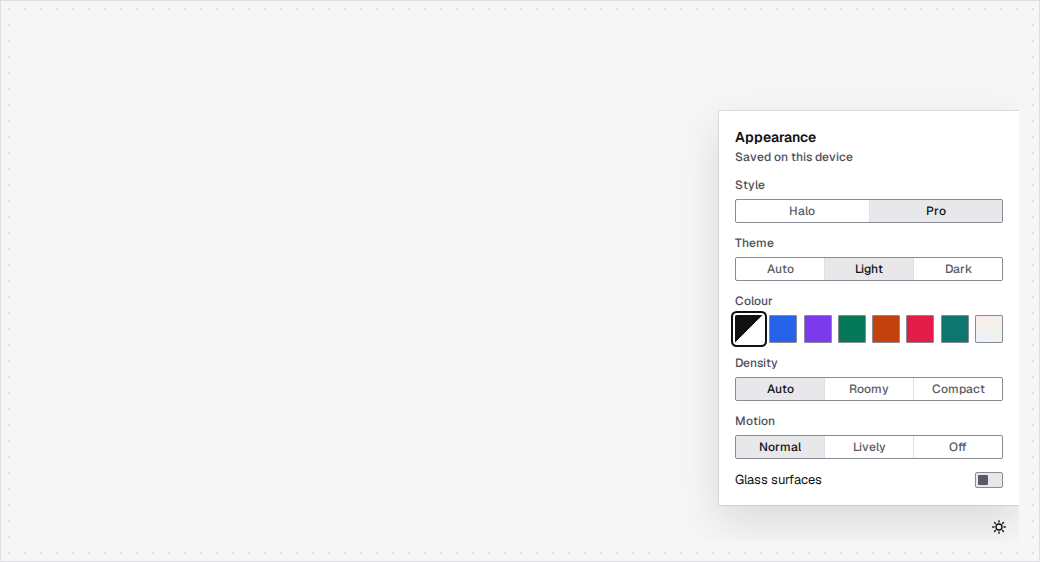 Appearance
Saved on this device
Style
Halo Pro
Theme
Auto Light Dark
Colour
Density
Auto Roomy Compact
Motion
Normal Lively Off
Glass surfaces